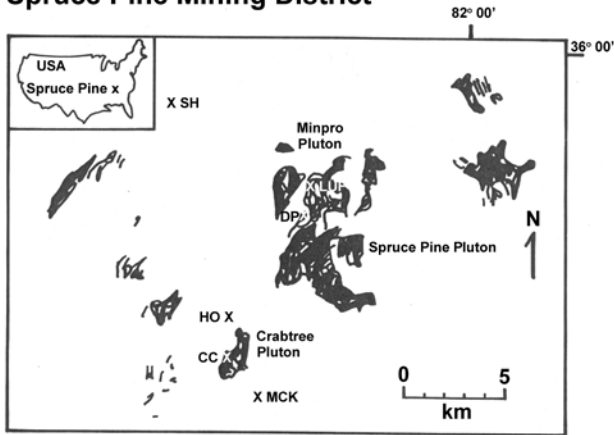 Spruce Pine Mining District
82° 00'
36° 00'
USA
Spruce Pine x
X SH
Minpro
Pluton
X LUP
DP X
Spruce Pine Pluton
N
HO X
Crabtree
Pluton
CC X
X MCK
0 5
km